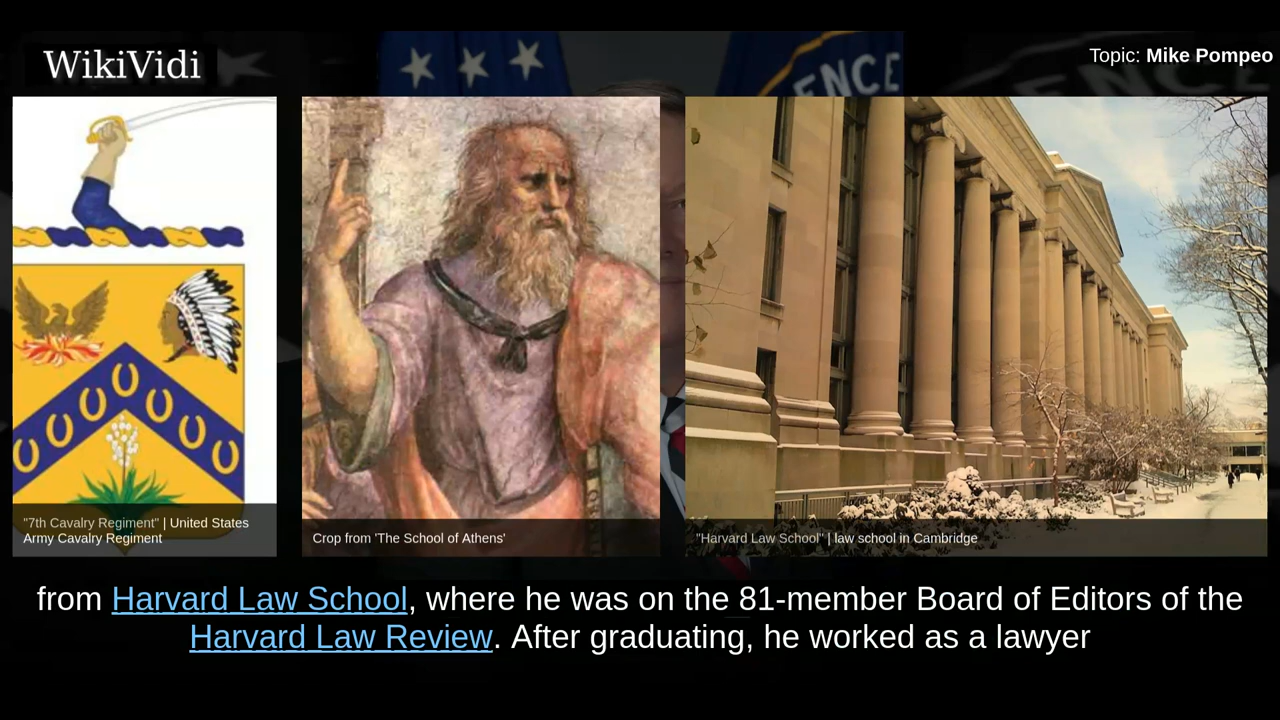 WikiVidi
Topic: Mike Pompeo
ENCE
"7th Cavalry Regiment" | United States
Army Cavalry Regiment
Crop from 'The School of Athens'
"Harvard Law School" | law school in Cambridge
from Harvard Law School, where he was on the 81-member Board of Editors of the
Harvard Law Review. After graduating, he worked as a lawyer